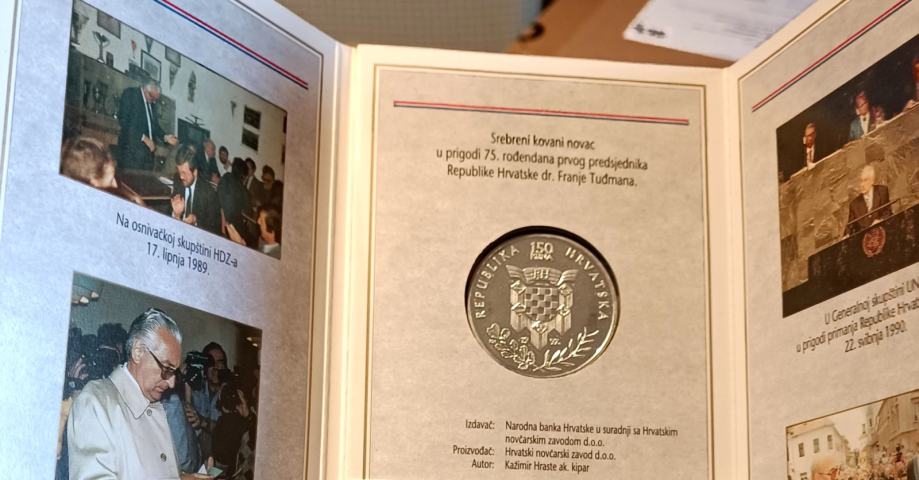 Na osnivačkoj skupštini HDZ-a
17. lipnja 1989.
Srebreni kovani novac
u prigodi 75. rođendana prvog predsjednika
Republike Hrvatske dr. Franje Tuđmana.
REPUBLIKA HRVATSKA
150
KUNA
Izdavač: Narodna banka Hrvatske u suradnji sa Hrvatskim
novčarskim zavodom d.o.o.
Proizvođač: Hrvatski novčarski zavod d.o.o.
Autor: Kažimir Hraste ak. kipar
U Generalnoj skupštini UN
u prigodi primanja Republike
22. svibnja 1990.